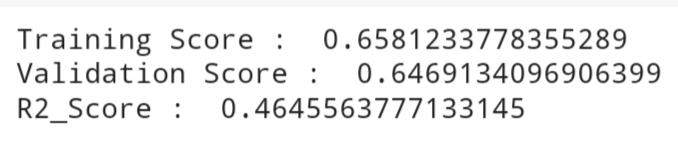 Training Score :  0.6581233778355289
Validation Score :  0.6469134096906399
R2_Score :  0.4645563777133145